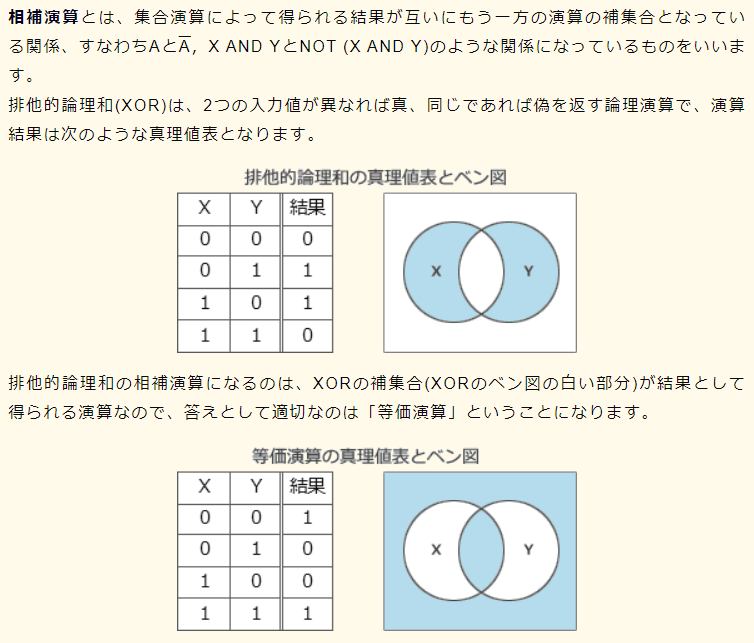 相補演算とは、集合演算によって得られる結果が互いにもう一方の演算の補集合となってい
る関係、すなわちAとA̅，X AND YとNOT (X AND Y)のような関係になっているものをいいま
す。
排他的論理和(XOR)は、2つの入力値が異なれば真、同じであれば偽を返す論理演算で、演算
結果は次のような真理値表となります。
排他的論理和の真理値表とベン図
X Y 結果
0 0 0
0 1 1
1 0 1
1 1 0
X Y
排他的論理和の相補演算になるのは、XORの補集合(XORのベン図の白い部分)が結果として
得られる演算なので、答えとして適切なのは「等価演算」ということになります。
等価演算の真理値表とベン図
X Y 結果
0 0 1
0 1 0
1 0 0
1 1 1
X Y